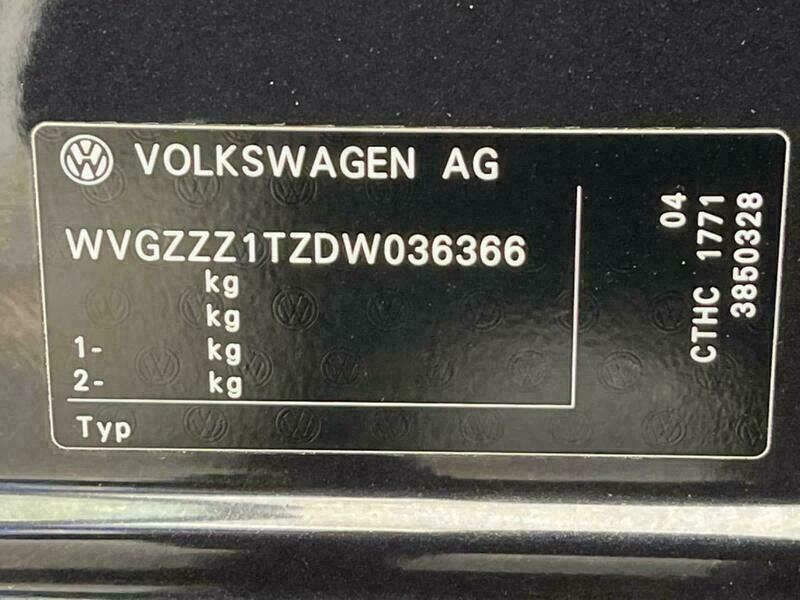 VOLKSWAGEN AG
WVGZZZ1TZDW036366
kg
kg
1- kg
2- kg
Typ
04
CTHC 1771
3850328